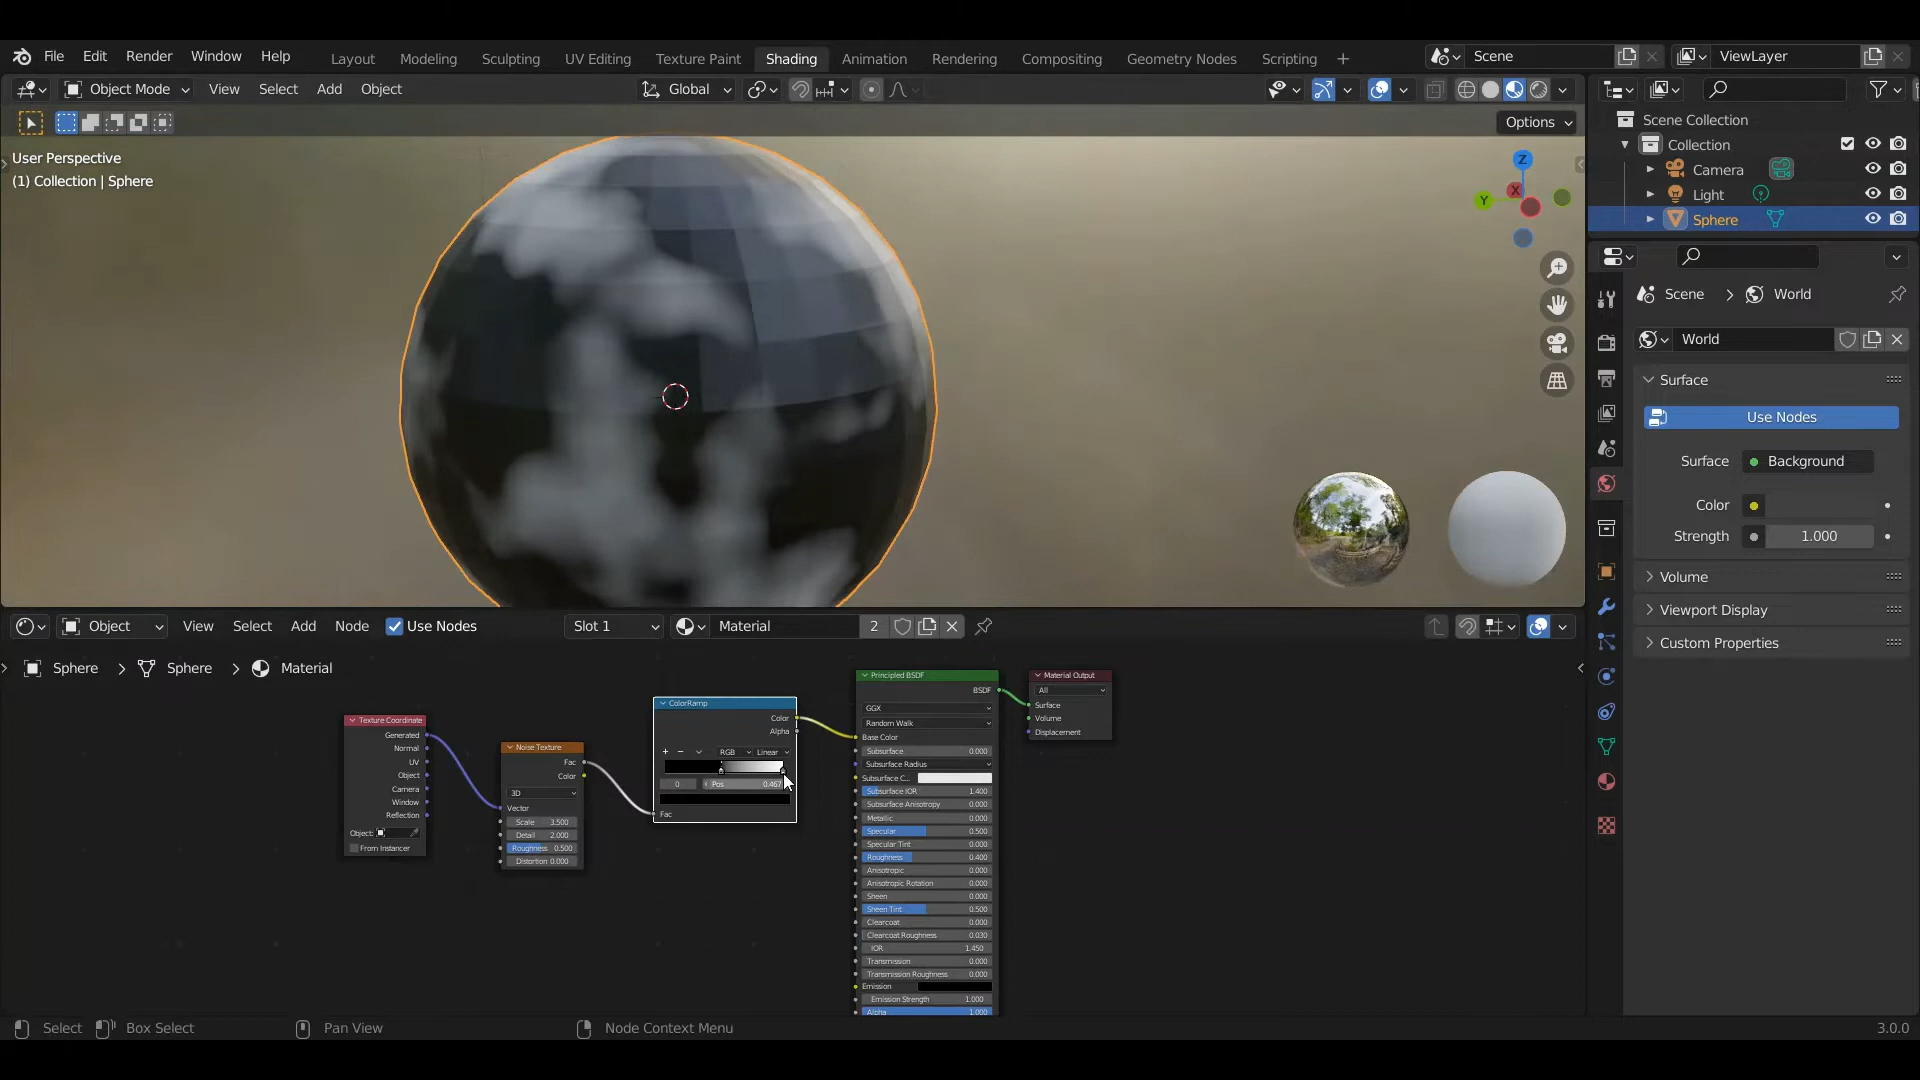 File Edit Render Window Help
Layout Modeling Sculpting UV Editing Texture Paint Shading Animation Rendering Compositing Geometry Nodes Scripting +
Scene
ViewLayer
Object Mode View Select Add Object
Global
Options
User Perspective
(1) Collection | Sphere
Z
X
Y
Scene Collection
Collection
Camera
Light
Sphere
Scene > World
World
Surface
Use Nodes
Surface Background
Color
Strength 1.000
Volume
Viewport Display
Custom Properties
Object View Select Add Node Use Nodes
Slot 1
Material 2
Sphere > Sphere > Material
Texture Coordinate
Generated
Normal
UV
Object
Camera
Window
Reflection
Object:
From Instancer
Noise Texture
Fac
Color
3D
Vector
Scale 3.500
Detail 2.000
Roughness 0.500
Distortion 0.000
ColorRamp
Color
Alpha
+ − RGB Linear
0 Pos 0.467
Fac
Principled BSDF
BSDF
GGX
Random Walk
Base Color
Subsurface 0.000
Subsurface Radius
Subsurface C...
Subsurface IOR 1.400
Subsurface Anisotropy 0.000
Metallic 0.000
Specular 0.500
Specular Tint 0.000
Roughness 0.400
Anisotropic 0.000
Anisotropic Rotation 0.000
Sheen 0.000
Sheen Tint 0.500
Clearcoat 0.000
Clearcoat Roughness 0.030
IOR 1.450
Transmission 0.000
Transmission Roughness 0.000
Emission
Emission Strength 1.000
Alpha 1.000
Material Output
All
Surface
Volume
Displacement
Select Box Select Pan View Node Context Menu
3.0.0